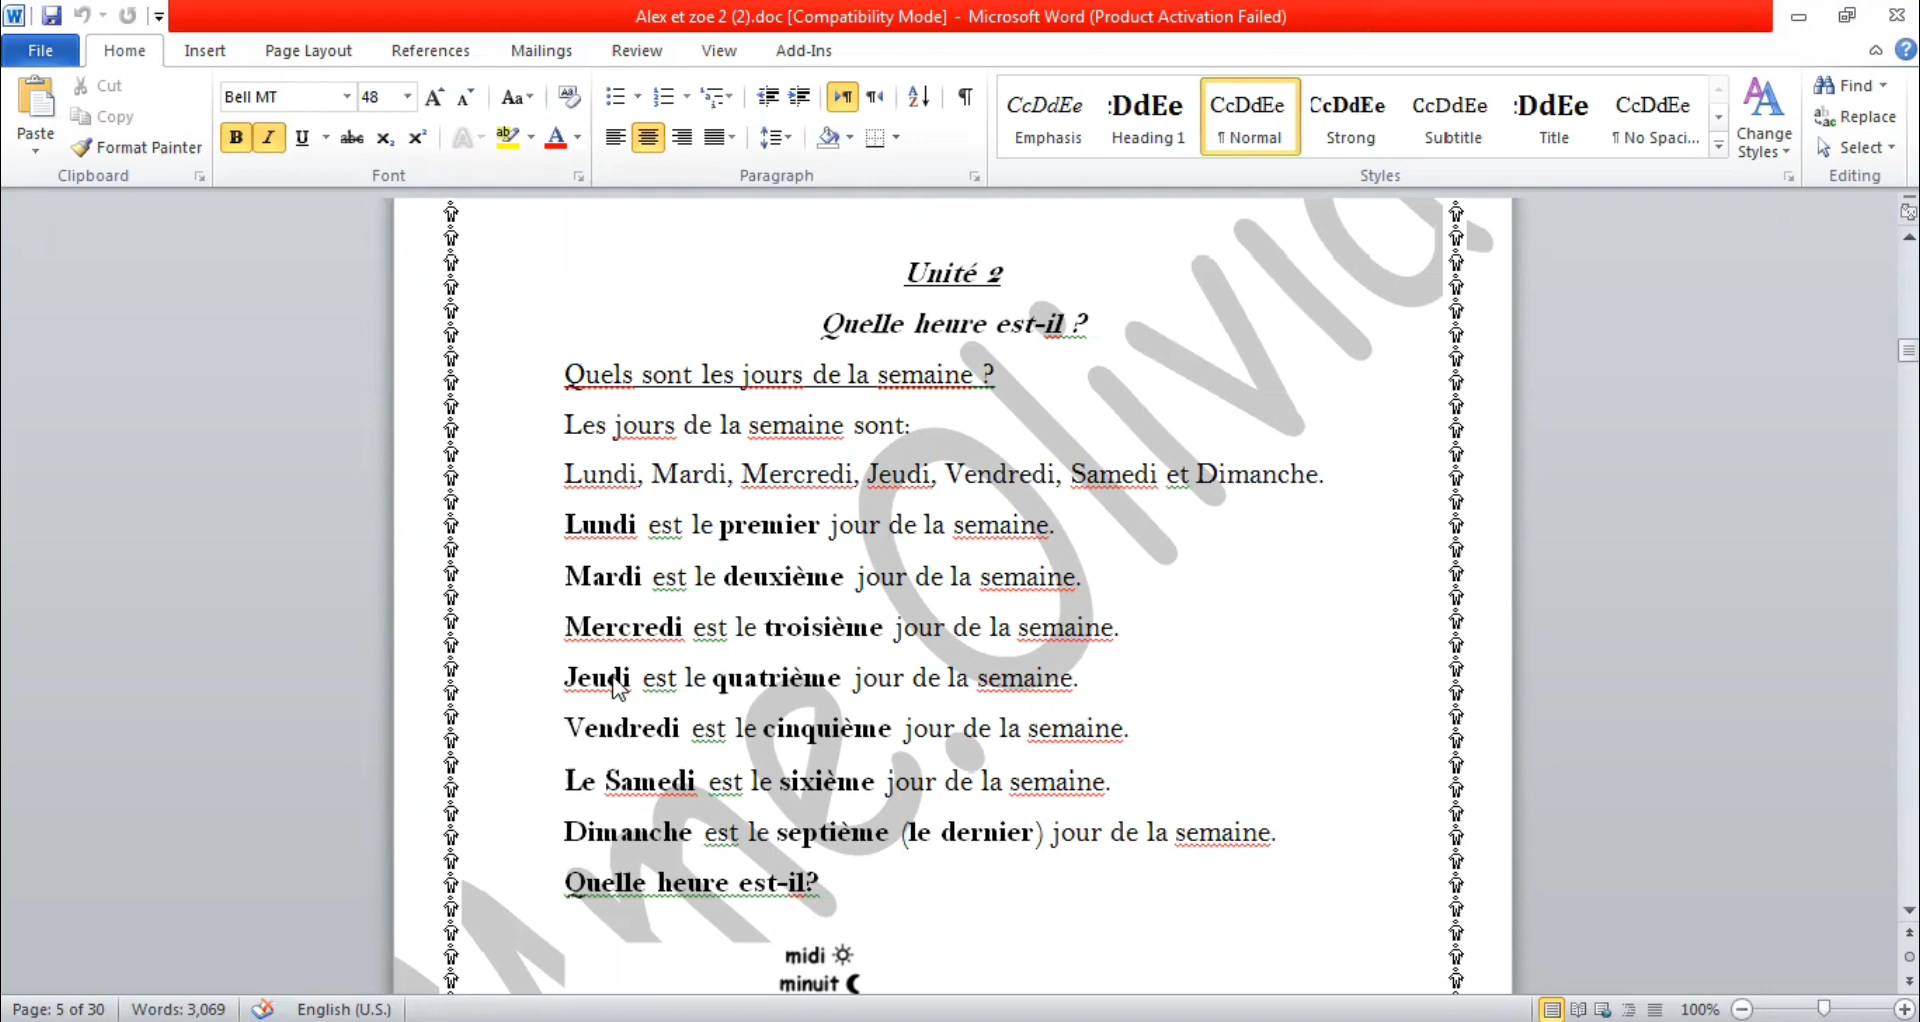 Alex et zoe 2 (2).doc [Compatibility Mode] - Microsoft Word (Product Activation Failed)
File Home Insert Page Layout References Mailings Review View Add-Ins
Paste
Cut
Copy
Format Painter
Clipboard
Bell MT 48
Font
Paragraph
CcDdEe :DdEe CcDdEe CcDdEe CcDdEe :DdEe CcDdEe
Emphasis Heading 1 ¶ Normal Strong Subtitle Title ¶ No Spaci...
Change Styles
Styles
Find
Replace
Select
Editing
Unité 2
Quelle heure est-il ?
Quels sont les jours de la semaine ?
Les jours de la semaine sont:
Lundi, Mardi, Mercredi, Jeudi, Vendredi, Samedi et Dimanche.
Lundi est le premier jour de la semaine.
Mardi est le deuxième jour de la semaine.
Mercredi est le troisième jour de la semaine.
Jeudi est le quatrième jour de la semaine.
Vendredi est le cinquième jour de la semaine.
Le Samedi est le sixième jour de la semaine.
Dimanche est le septième (le dernier) jour de la semaine.
Quelle heure est-il?
midi
minuit
me.Olivia
Page: 5 of 30 Words: 3,069 English (U.S.) 100%